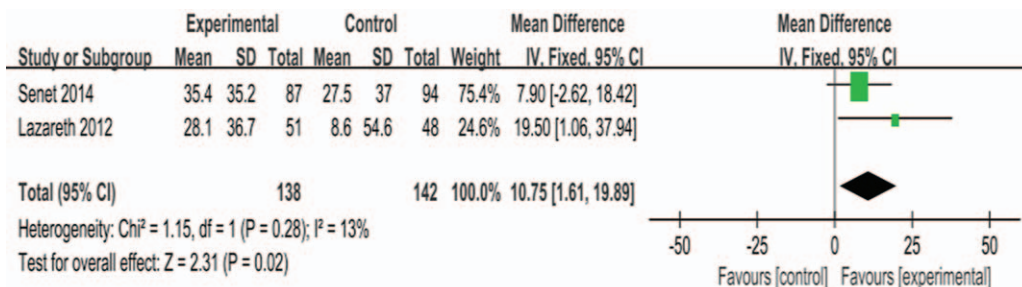 Experimental Control Mean Difference Mean Difference
Study or Subgroup Mean SD Total Mean SD Total Weight IV, Fixed, 95% CI IV, Fixed, 95% CI
Senet 2014 35.4 35.2 87 27.5 37 94 75.4% 7.90 [-2.62, 18.42]
Lazareth 2012 28.1 36.7 51 8.6 54.6 48 24.6% 19.50 [1.06, 37.94]
Total (95% CI) 138 142 100.0% 10.75 [1.61, 19.89]
Heterogeneity: Chi² = 1.15, df = 1 (P = 0.28); I² = 13%
Test for overall effect: Z = 2.31 (P = 0.02)
-50 -25 0 25 50
Favours [control] Favours [experimental]